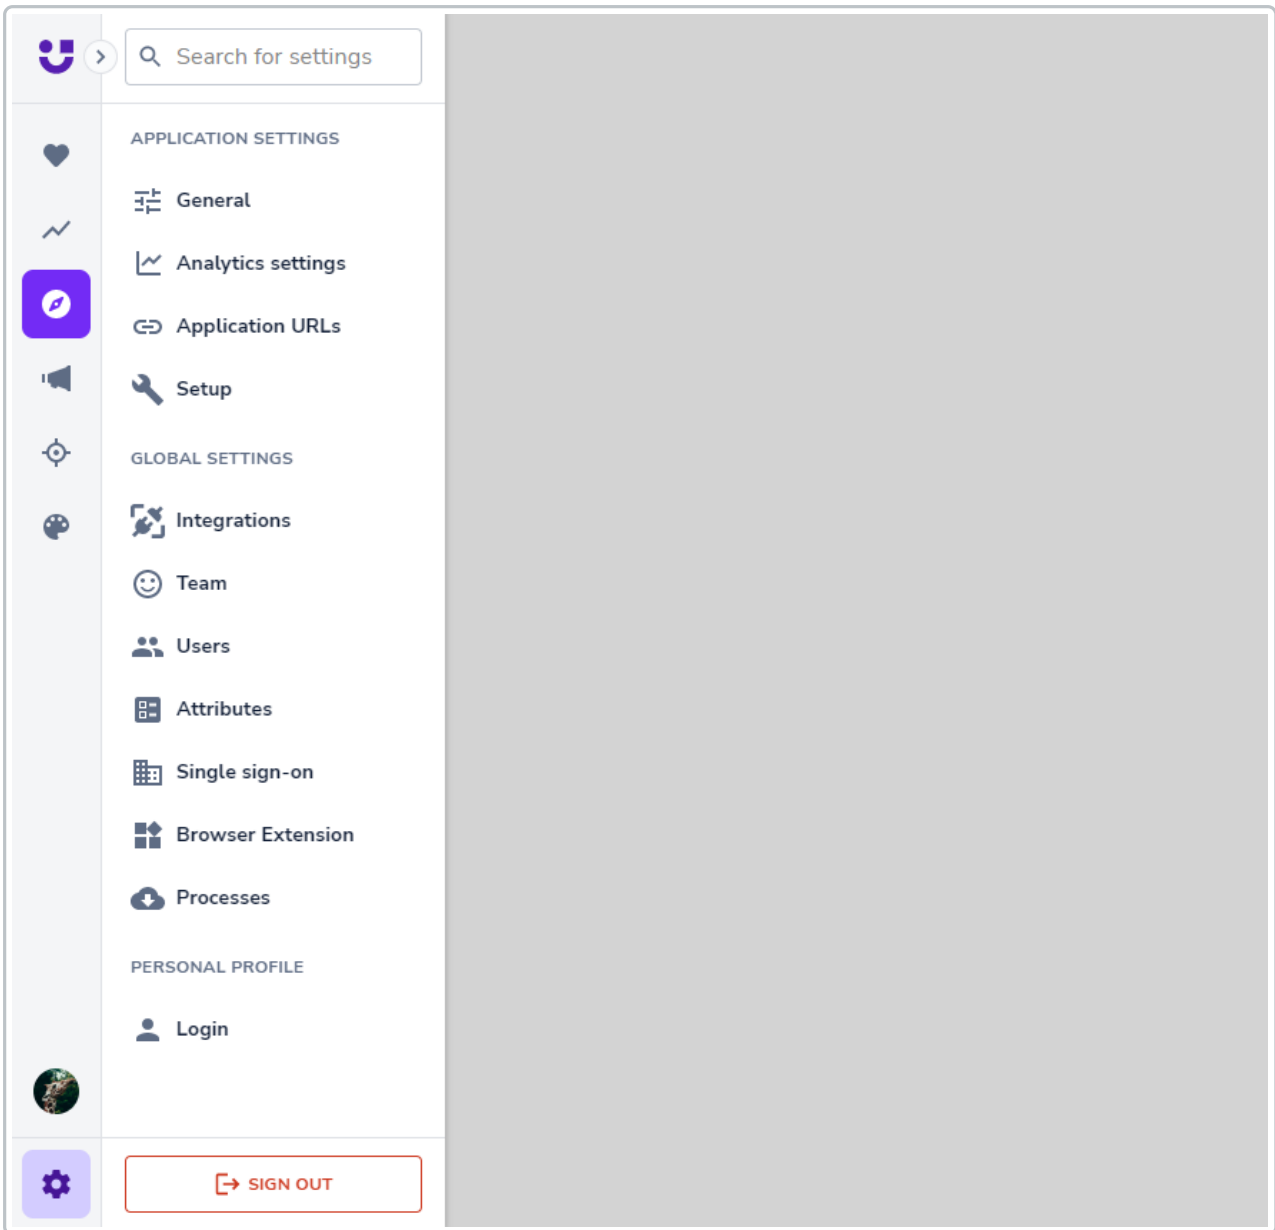 Search for settings
APPLICATION SETTINGS
General
Analytics settings
Application URLs
Setup
GLOBAL SETTINGS
Integrations
Team
Users
Attributes
Single sign-on
Browser Extension
Processes
PERSONAL PROFILE
Login
SIGN OUT